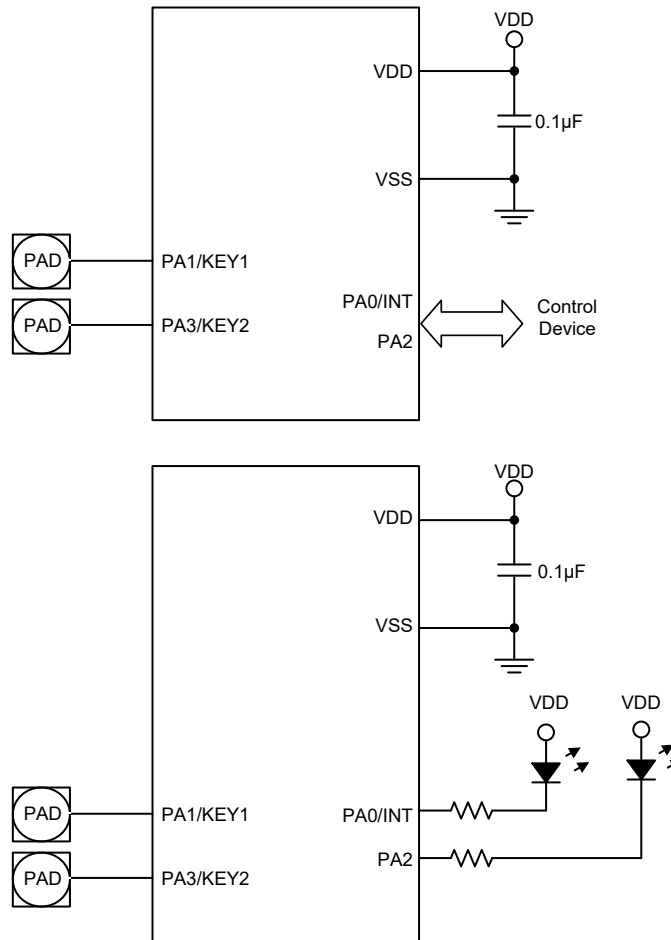 VDD
VDD
0.1µF
VSS
PAD
PA1/KEY1
PA0/INT
Control
Device
PAD
PA3/KEY2
PA2
VDD
VDD
0.1µF
VSS
VDD
VDD
PAD
PA1/KEY1
PA0/INT
PAD
PA3/KEY2
PA2